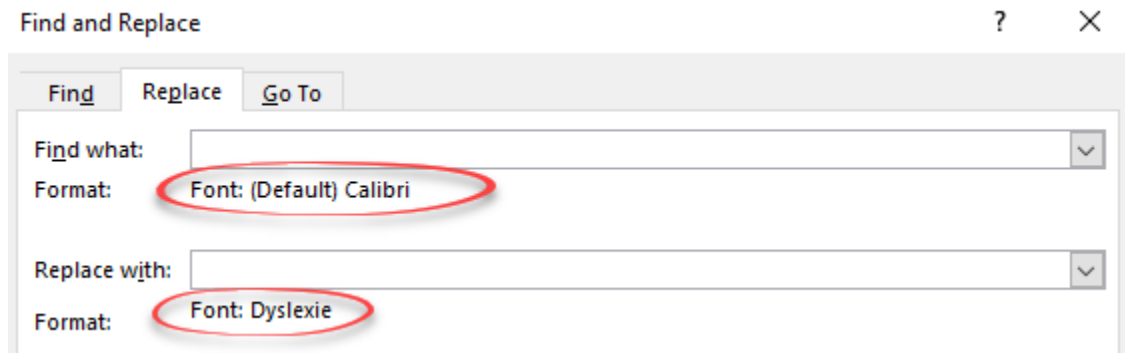 Find and Replace ? ✕
Find Replace Go To
Find what:
Format: Font: (Default) Calibri
Replace with:
Format: Font: Dyslexie